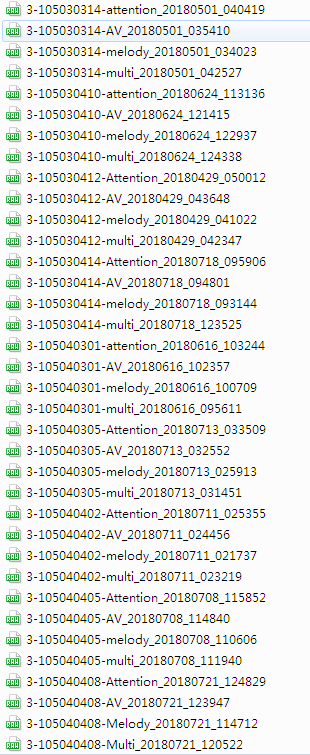 3-105030314-attention_20180501_040419
3-105030314-AV_20180501_035410
3-105030314-melody_20180501_034023
3-105030314-multi_20180501_042527
3-105030410-attention_20180624_113136
3-105030410-AV_20180624_121415
3-105030410-melody_20180624_122937
3-105030410-multi_20180624_124338
3-105030412-Attention_20180429_050012
3-105030412-AV_20180429_043648
3-105030412-melody_20180429_041022
3-105030412-multi_20180429_042347
3-105030414-Attention_20180718_095906
3-105030414-AV_20180718_094801
3-105030414-melody_20180718_093144
3-105030414-multi_20180718_123525
3-105040301-attention_20180616_103244
3-105040301-AV_20180616_102357
3-105040301-melody_20180616_100709
3-105040301-multi_20180616_095611
3-105040305-Attention_20180713_033509
3-105040305-AV_20180713_032552
3-105040305-melody_20180713_025913
3-105040305-multi_20180713_031451
3-105040402-Attention_20180711_025355
3-105040402-AV_20180711_024456
3-105040402-melody_20180711_021737
3-105040402-multi_20180711_023219
3-105040405-Attention_20180708_115852
3-105040405-AV_20180708_114840
3-105040405-melody_20180708_110606
3-105040405-multi_20180708_111940
3-105040408-Attention_20180721_124829
3-105040408-AV_20180721_123947
3-105040408-Melody_20180721_114712
3-105040408-Multi_20180721_120522